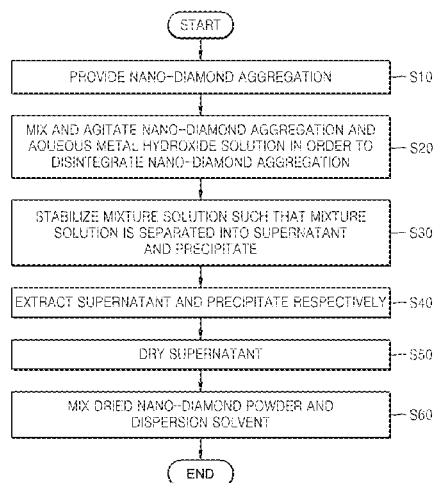 START
PROVIDE NANO-DIAMOND AGGREGATION
S10
MIX AND AGITATE NANO-DIAMOND AGGREGATION AND
AQUEOUS METAL HYDROXIDE SOLUTION IN ORDER TO
DISINTEGRATE NANO-DIAMOND AGGREGATION
S20
STABILIZE MIXTURE SOLUTION SUCH THAT MIXTURE
SOLUTION IS SEPARATED INTO SUPERNATANT
AND PRECIPITATE
S30
EXTRACT SUPERNATANT AND PRECIPITATE RESPECTIVELY
S40
DRY SUPERNATANT
S50
MIX DRIED NANO-DIAMOND POWDER AND
DISPERSION SOLVENT
S60
END